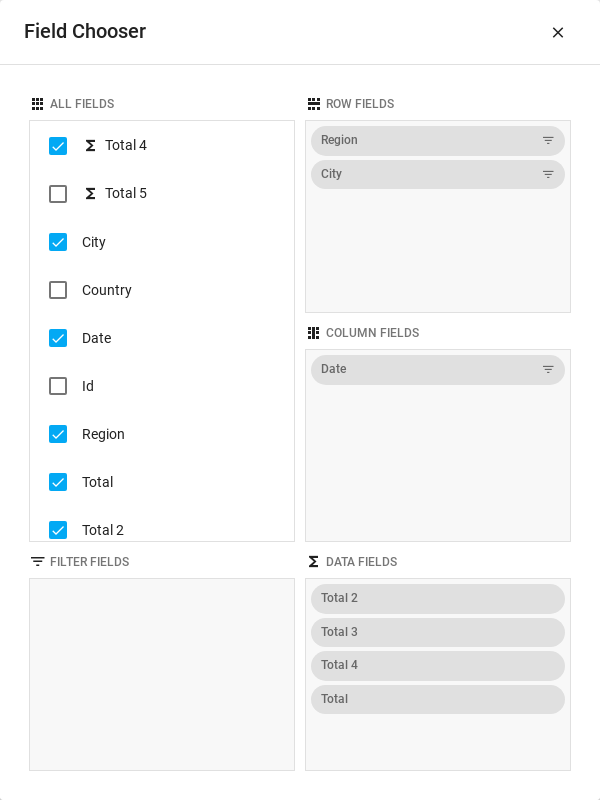 Field Chooser
ALL FIELDS
Total 4
Total 5
City
Country
Date
Id
Region
Total
Total 2
ROW FIELDS
Region
City
COLUMN FIELDS
Date
FILTER FIELDS
DATA FIELDS
Total 2
Total 3
Total 4
Total